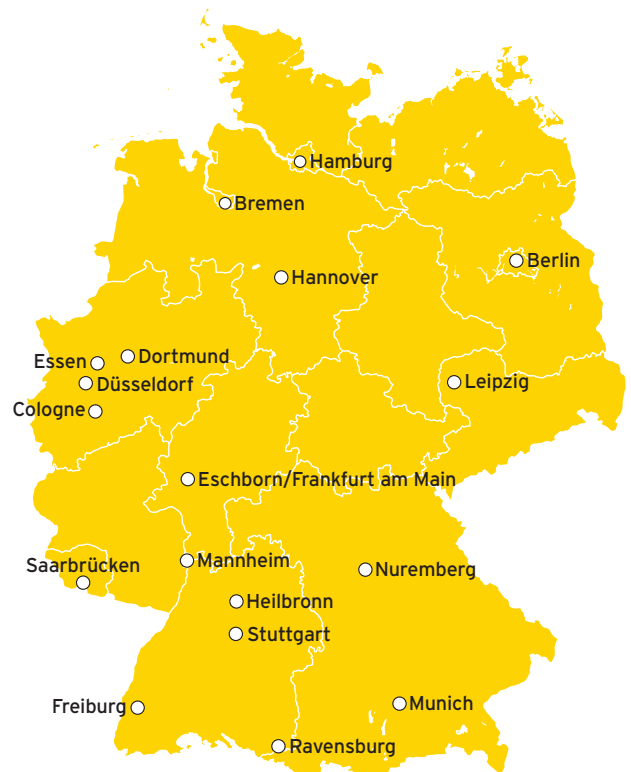 Hamburg
Bremen
Berlin
Hannover
Dortmund
Essen
Düsseldorf
Leipzig
Cologne
Eschborn/Frankfurt am Main
Mannheim
Saarbrücken
Nuremberg
Heilbronn
Stuttgart
Freiburg
Munich
Ravensburg